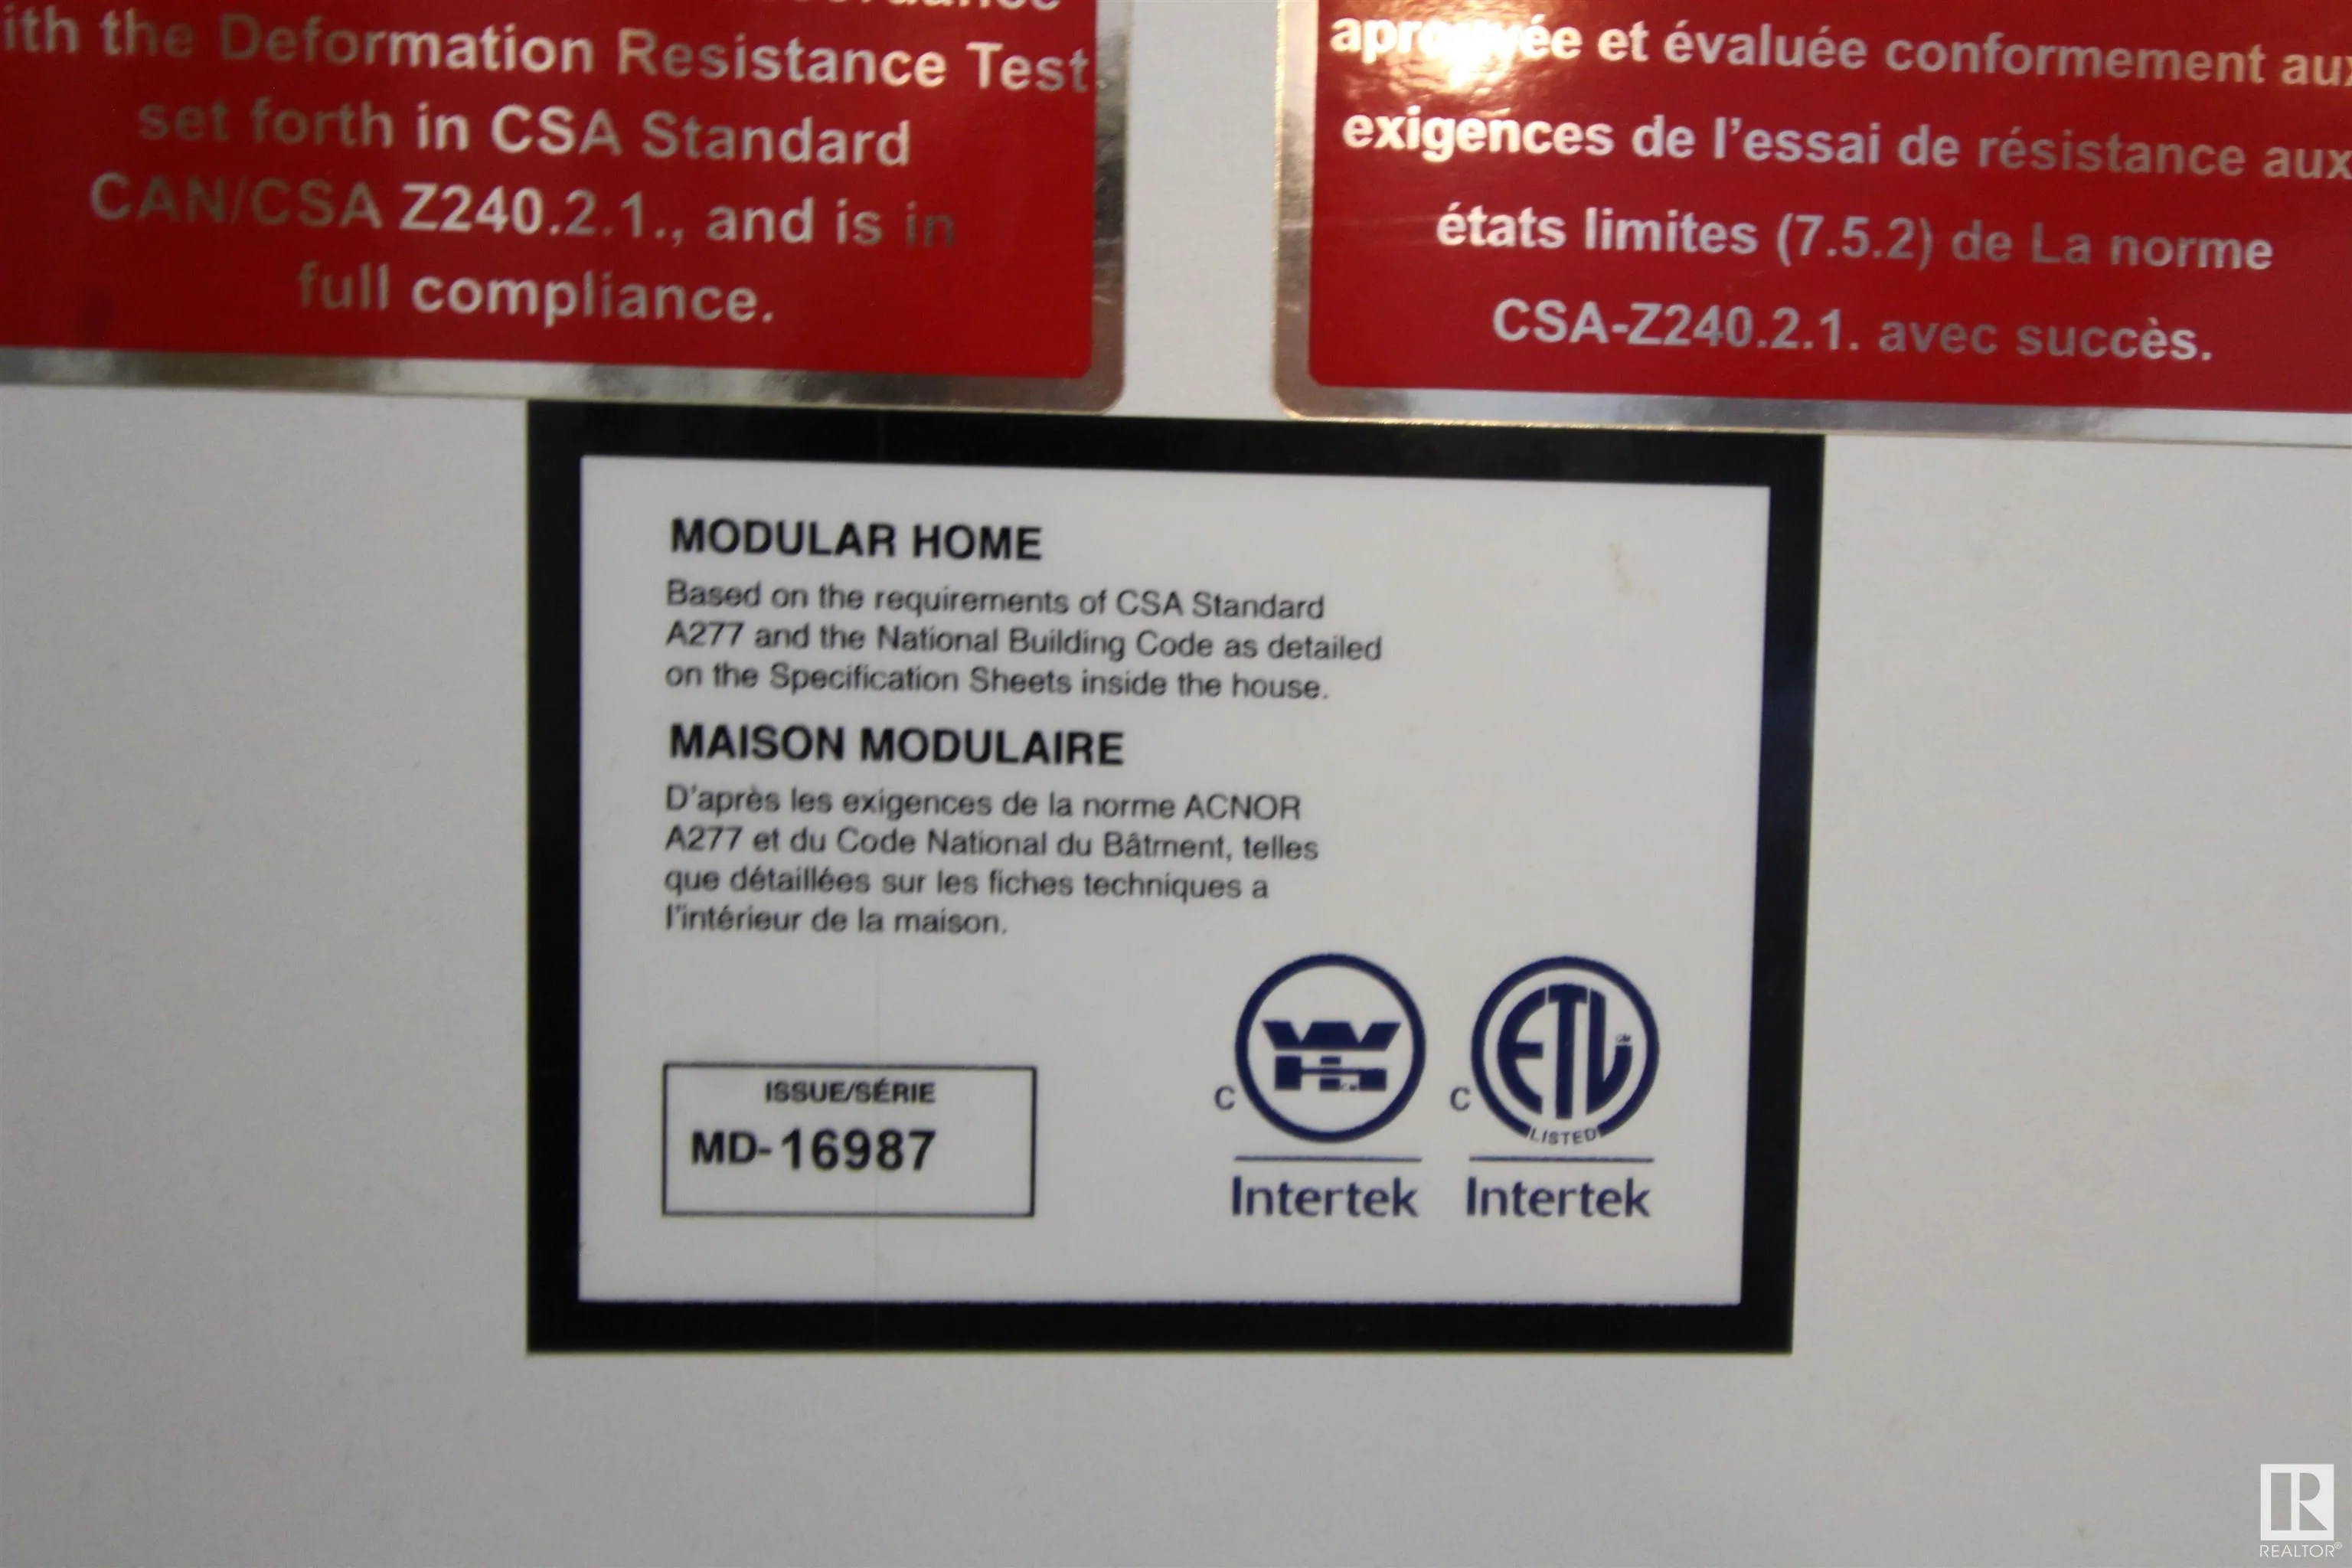 ith the Deformation Resistance Test
set forth in CSA Standard
CAN/CSA Z240.2.1., and is in
full compliance.
aprouvée et évaluée conformement aux
exigences de l'essai de résistance aux
états limites (7.5.2) de La norme
CSA-Z240.2.1. avec succès.
MODULAR HOME
Based on the requirements of CSA Standard
A277 and the National Building Code as detailed
on the Specification Sheets inside the house.
MAISON MODULAIRE
D'après les exigences de la norme ACNOR
A277 et du Code National du Bâtment, telles
que détaillées sur les fiches techniques a
l'intérieur de la maison.
ISSUE/SÉRIE
MD-16987
C WH
Intertek
C ETL
LISTED
Intertek
REALTOR®